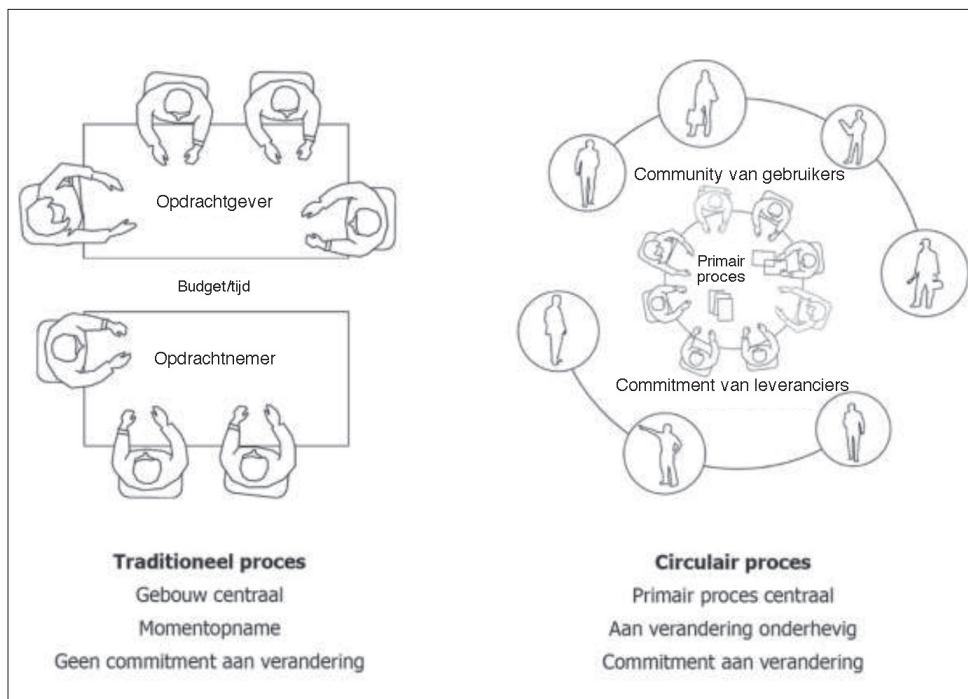 Opdrachtgever
Budget/tijd
Opdrachtnemer
Traditioneel proces
Gebouw centraal
Momentopname
Geen commitment aan verandering
Community van gebruikers
Primair
proces
Commitment van leveranciers
Circulair proces
Primair proces centraal
Aan verandering onderhevig
Commitment aan verandering